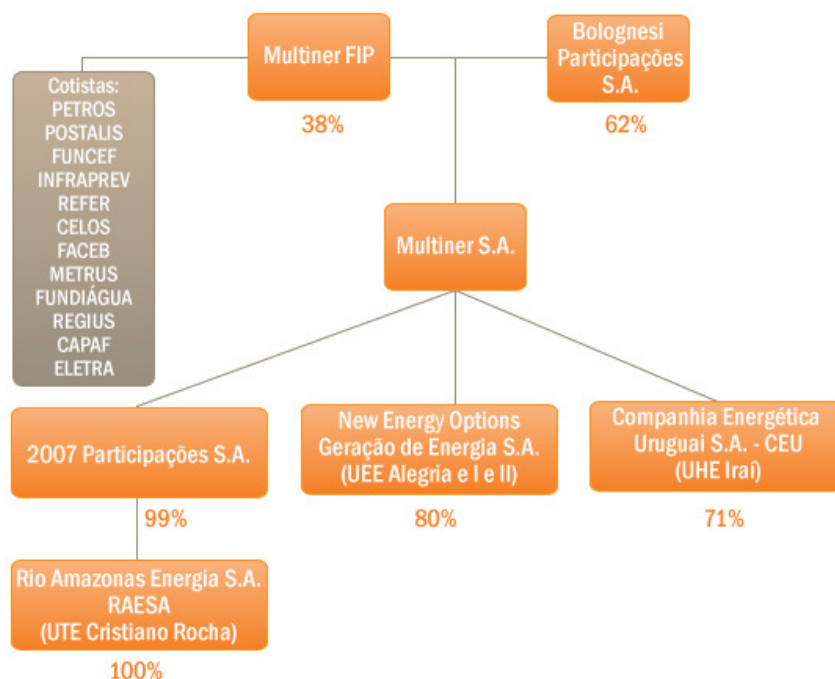 Multiner FIP
38%
Bolognesi
Participações
S.A.
62%
Cotistas:
PETROS
POSTALIS
FUNCEF
INFRAPREV
REFER
CELOS
FACEB
METRUS
FUNDIÁGUA
REGIUS
CAPAF
ELETRA
Multiner S.A.
2007 Participações S.A.
99%
New Energy Options
Geração de Energia S.A.
(UEE Alegria e I e II)
80%
Companhia Energética
Uruguai S.A. - CEU
(UHE Iraí)
71%
Rio Amazonas Energia S.A.
RAESA
(UTE Cristiano Rocha)
100%